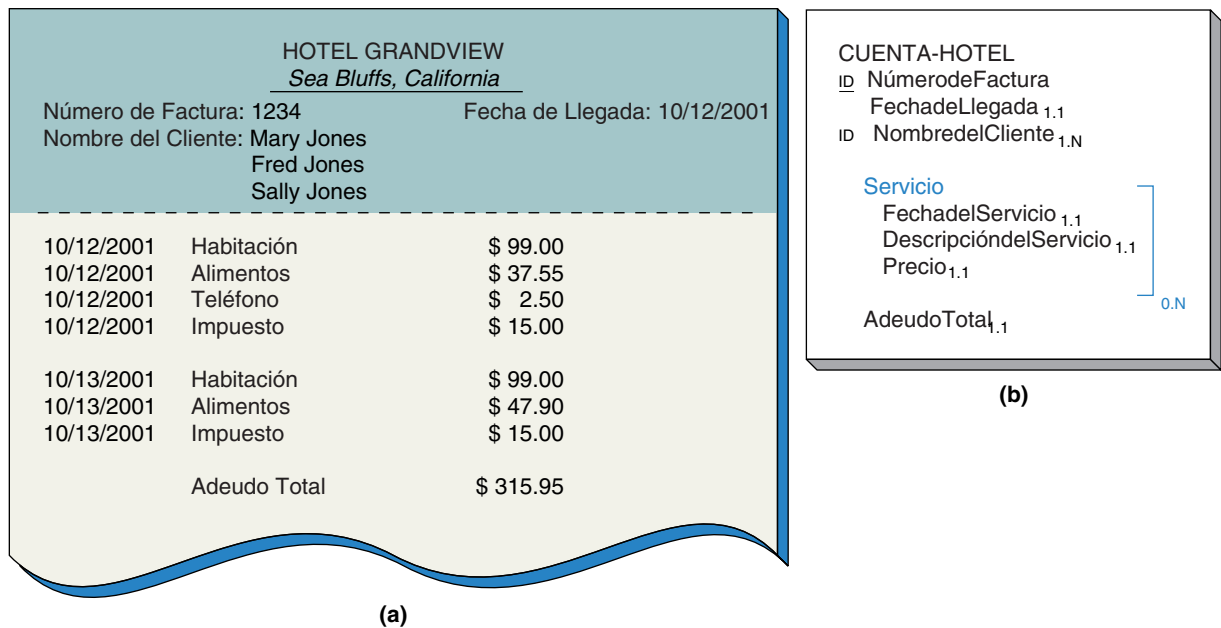 HOTEL GRANDVIEW
Sea Bluffs, California
Número de Factura: 1234 Fecha de Llegada: 10/12/2001
Nombre del Cliente: Mary Jones
Fred Jones
Sally Jones
10/12/2001 Habitación $ 99.00
10/12/2001 Alimentos $ 37.55
10/12/2001 Teléfono $ 2.50
10/12/2001 Impuesto $ 15.00
10/13/2001 Habitación $ 99.00
10/13/2001 Alimentos $ 47.90
10/13/2001 Impuesto $ 15.00
Adeudo Total $ 315.95
(a)
CUENTA-HOTEL
ID NúmerodeFactura
FechadeLlegada 1.1
ID NombredelCliente 1.N
Servicio
FechadelServicio 1.1
DescripcióndelServicio 1.1
Precio 1.1
0.N
AdeudoTotal 1.1
(b)